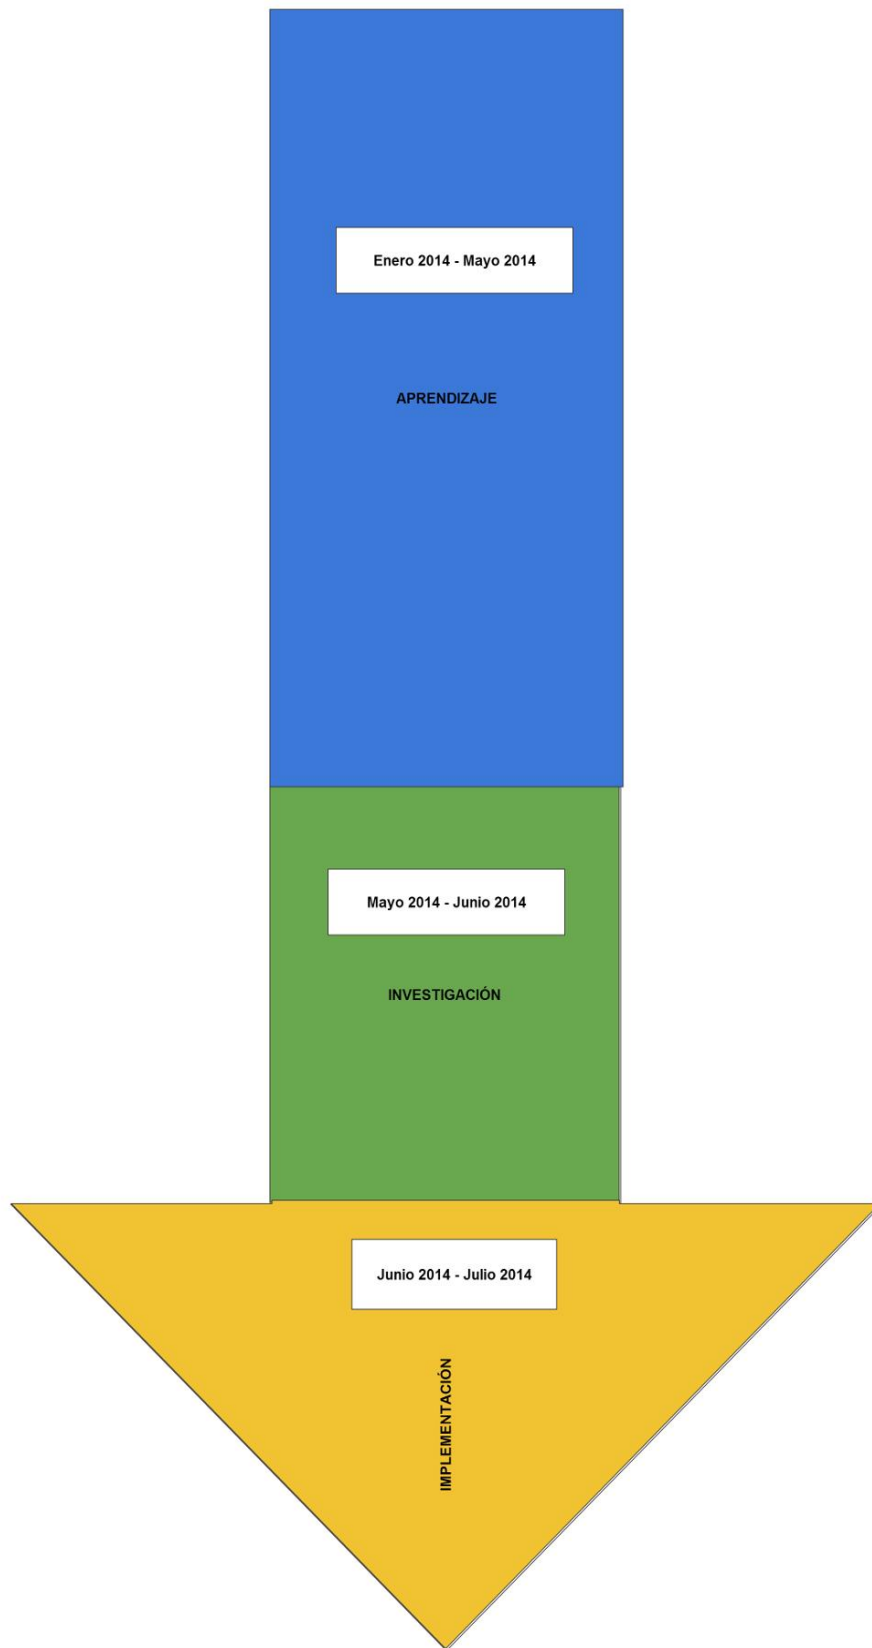 Enero 2014 - Mayo 2014
APRENDIZAJE
Mayo 2014 - Junio 2014
INVESTIGACIÓN
Junio 2014 - Julio 2014
IMPLEMENTACIÓN